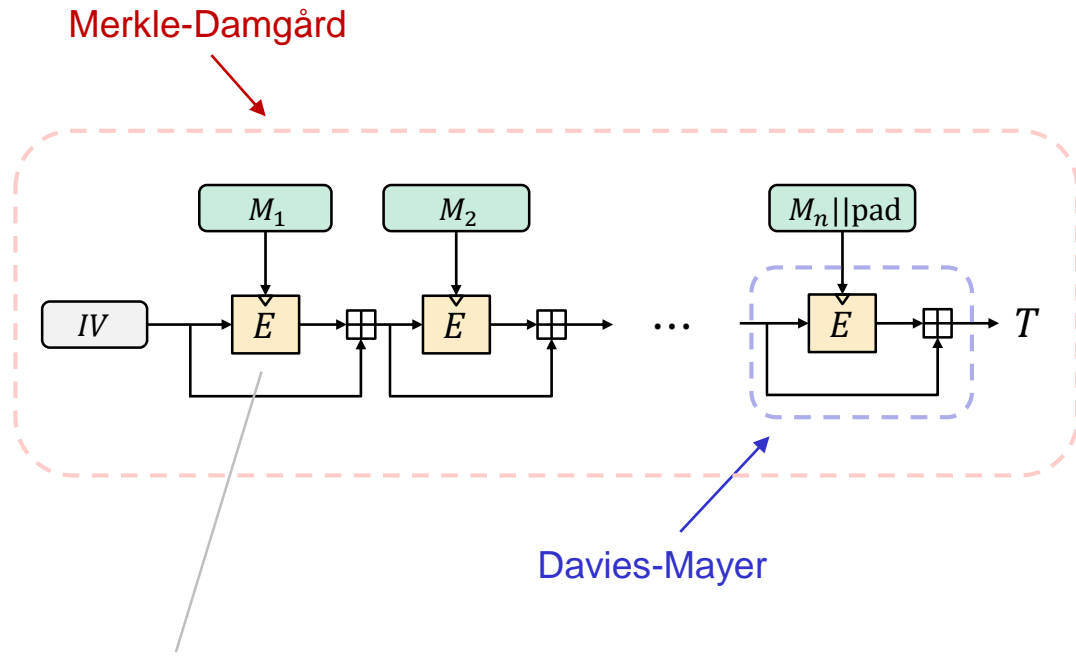 Merkle-Damgård
M₁
M₂
Mₙ||pad
IV
E
E
⋯
E
T
Davies-Mayer